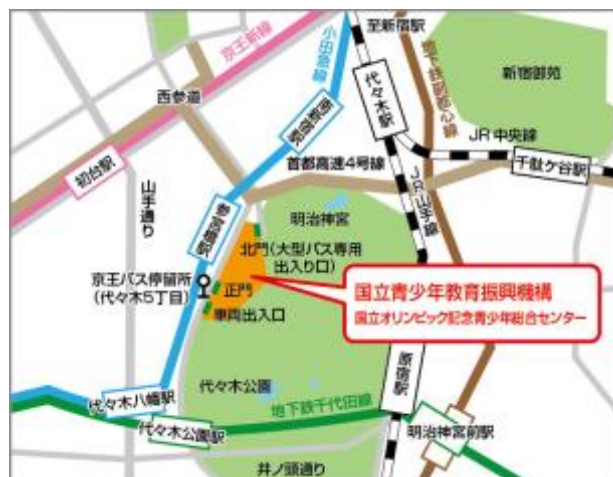 至新宿駅
京王新線
小田急線
地下鉄副都心線
新宿御苑
代々木駅
西参道
南新宿駅
JR中央線
首都高速4号線
千駄ケ谷駅
初台駅
山手通り
JR山手線
参宮橋駅
明治神宮
北門(大型バス専用
出入り口)
京王バス停留所
(代々木5丁目)
正門
車両出入口
国立青少年教育振興機構
国立オリンピック記念青少年総合センター
原宿駅
代々木公園
代々木八幡駅
地下鉄千代田線
代々木公園駅
明治神宮前駅
井ノ頭通り